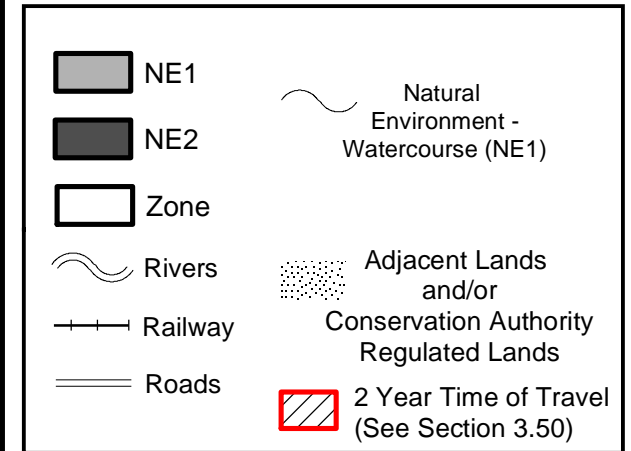 NE1
NE2
Zone
Rivers
Railway
Roads
Natural
Environment -
Watercourse (NE1)
Adjacent Lands
and/or
Conservation Authority
Regulated Lands
2 Year Time of Travel
(See Section 3.50)